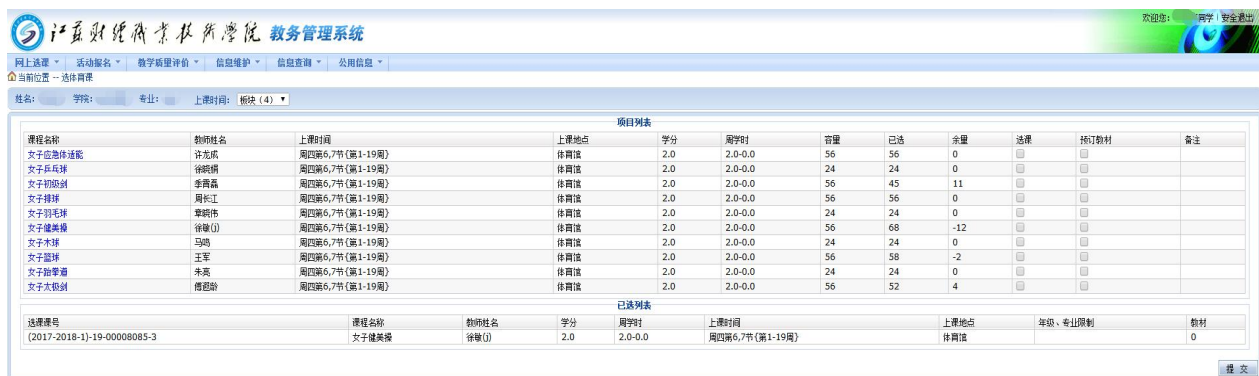 江苏财经职业技术学院 教务管理系统
欢迎您: 同学 | 安全退出
网上选课 活动报名 教学质量评价 信息维护 信息查询 公用信息
当前位置 -- 选体育课
姓名: 学院: 专业: 上课时间: 板块 (4)
项目列表
课程名称 教师姓名 上课时间 上课地点 学分 周学时 容量 已选 余量 选课 预订教材 备注
女子应急体适能 许龙成 周四第6,7节{第1-19周} 体育馆 2.0 2.0-0.0 56 56 0
女子乒乓球 徐晓娟 周四第6,7节{第1-19周} 体育馆 2.0 2.0-0.0 24 24 0
女子初级剑 季青磊 周四第6,7节{第1-19周} 体育馆 2.0 2.0-0.0 56 45 11
女子排球 周长江 周四第6,7节{第1-19周} 体育馆 2.0 2.0-0.0 56 56 0
女子羽毛球 章晓伟 周四第6,7节{第1-19周} 体育馆 2.0 2.0-0.0 24 24 0
女子健美操 徐敏(j) 周四第6,7节{第1-19周} 体育馆 2.0 2.0-0.0 56 68 -12
女子木球 马鸣 周四第6,7节{第1-19周} 体育馆 2.0 2.0-0.0 24 24 0
女子篮球 王军 周四第6,7节{第1-19周} 体育馆 2.0 2.0-0.0 56 58 -2
女子跆拳道 朱亮 周四第6,7节{第1-19周} 体育馆 2.0 2.0-0.0 24 24 0
女子太极剑 傅遐龄 周四第6,7节{第1-19周} 体育馆 2.0 2.0-0.0 56 52 4
已选列表
选课课号 课程名称 教师姓名 学分 周学时 上课时间 上课地点 年级、专业限制 教材
(2017-2018-1)-19-00008085-3 女子健美操 徐敏(j) 2.0 2.0-0.0 周四第6,7节{第1-19周} 体育馆 0
提 交